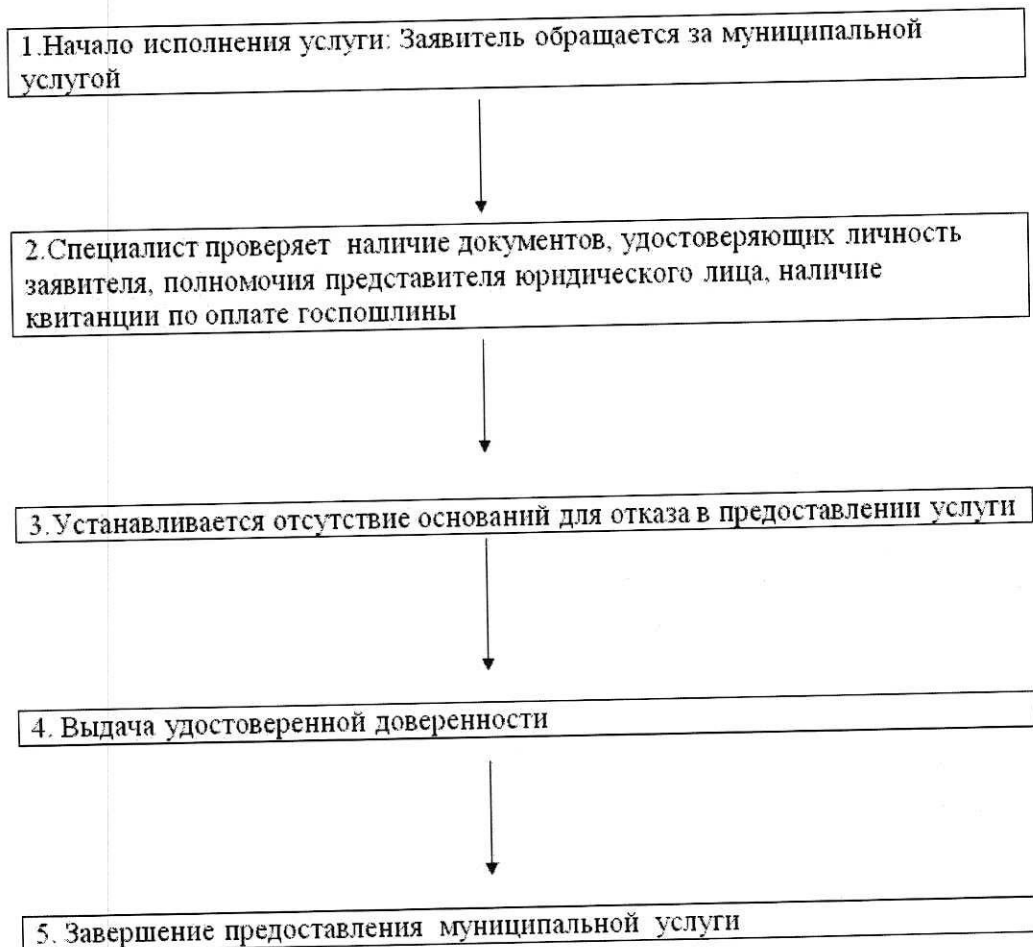 1.Начало исполнения услуги: Заявитель обращается за муниципальной
услугой
2.Специалист проверяет наличие документов, удостоверяющих личность
заявителя, полномочия представителя юридического лица, наличие
квитанции по оплате госпошлины
3.Устанавливается отсутствие оснований для отказа в предоставлении услуги
4. Выдача удостоверенной доверенности
5. Завершение предоставления муниципальной услуги